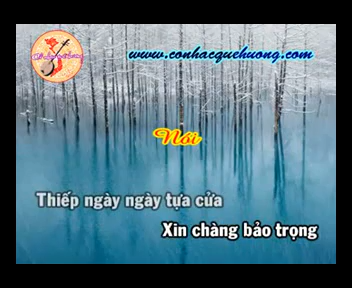 www.conhacquehuong.com
Nói
Thiếp ngày ngày tựa cửa
Xin chàng bảo trọng